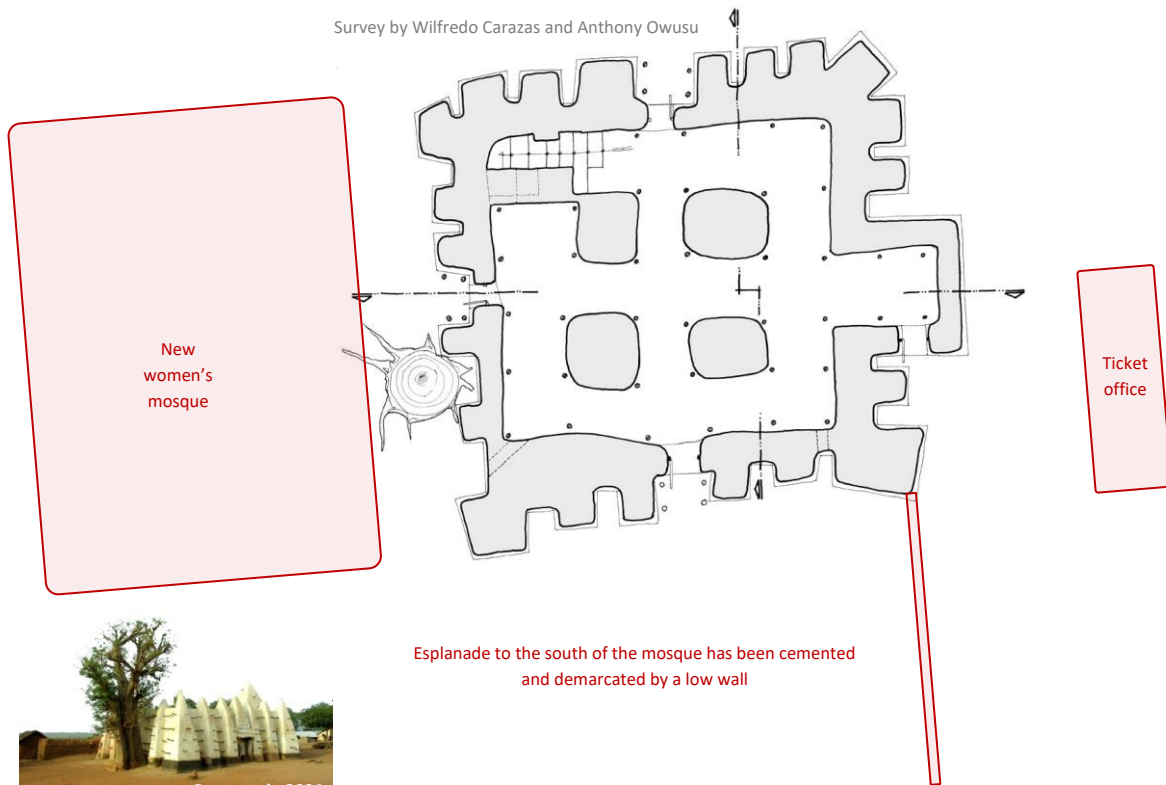 Survey by Wilfredo Carazas and Anthony Owusu
New
women's
mosque
Ticket
office
Esplanade to the south of the mosque has been cemented
and demarcated by a low wall